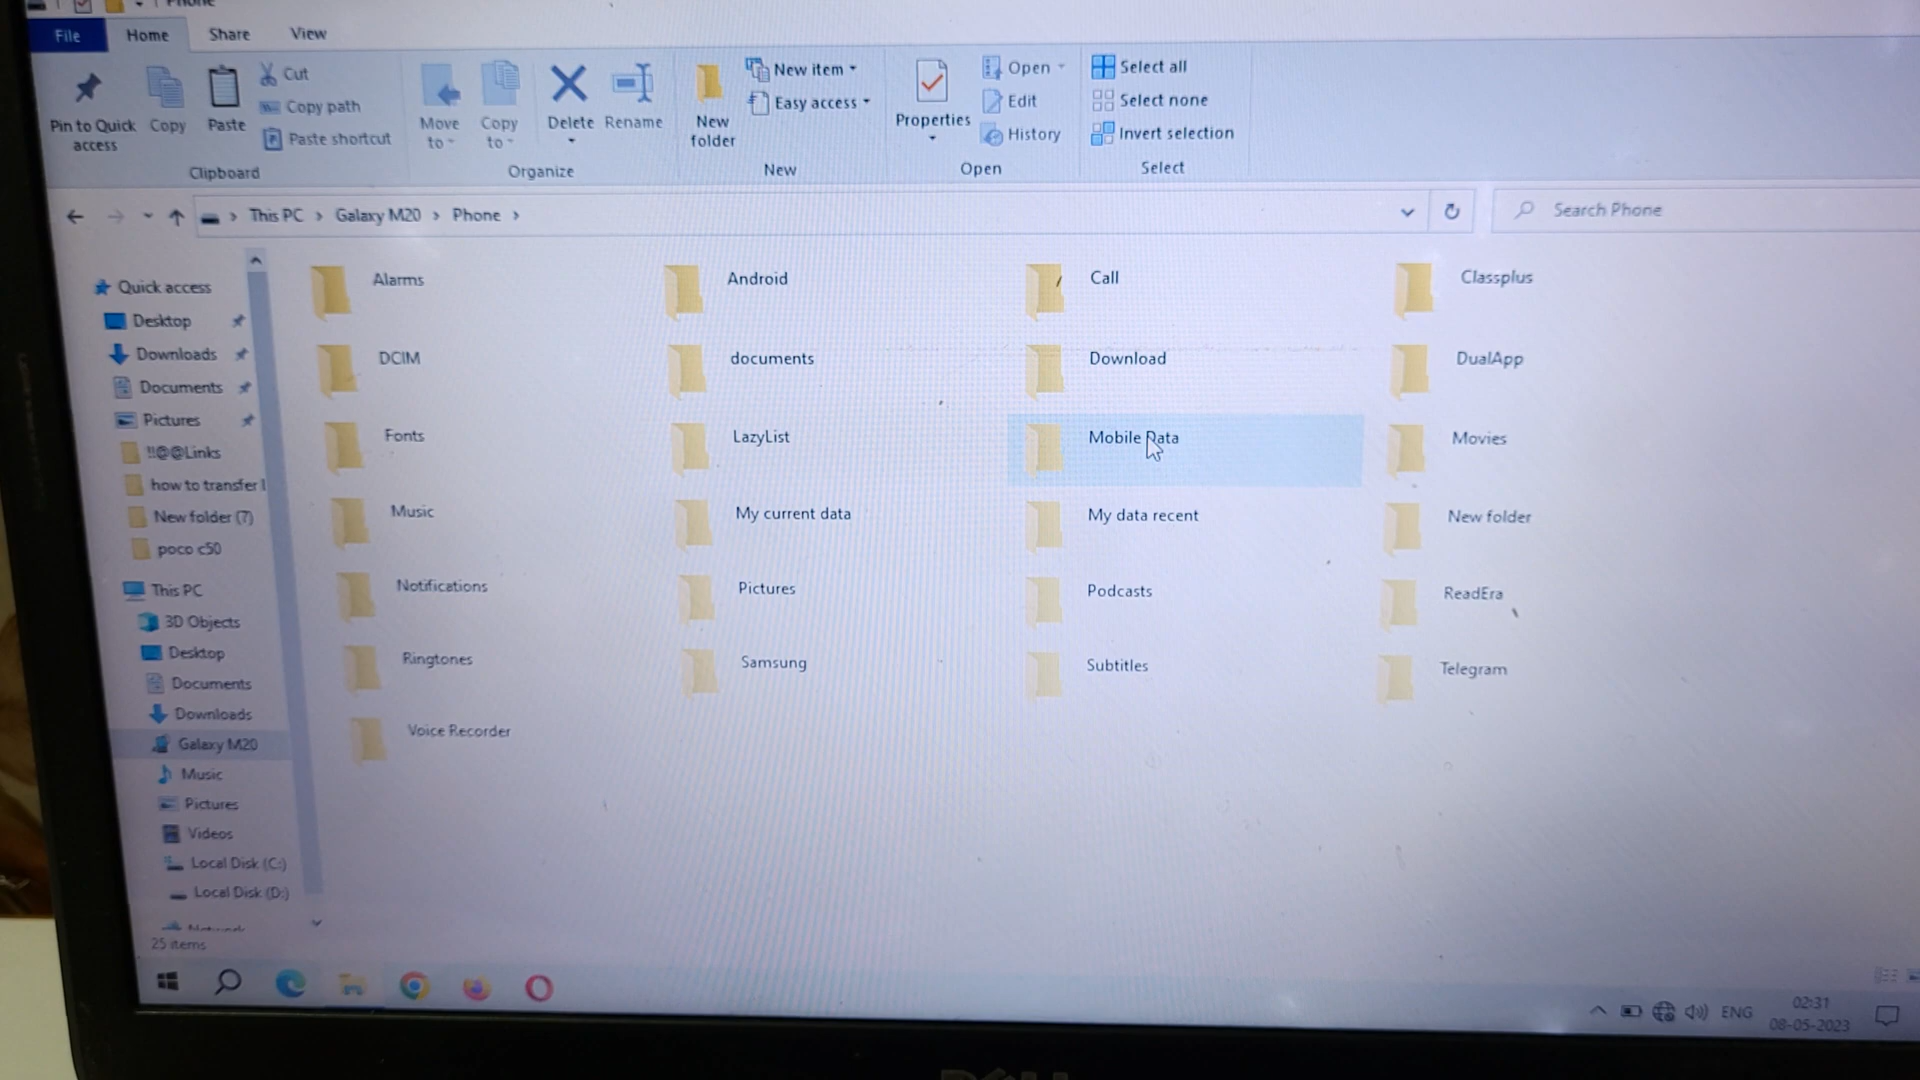 Phone
File Home Share View
Pin to Quick access
Copy
Paste
Cut
Copy path
Paste shortcut
Clipboard
Move to
Copy to
Delete
Rename
Organize
New folder
New item
Easy access
New
Properties
Open
Edit
History
Open
Select all
Select none
Invert selection
Select
This PC > Galaxy M20 > Phone >
Search Phone
Quick access
Desktop
Downloads
Documents
Pictures
!!@@Links
how to transfer
New folder (7)
poco c50
This PC
3D Objects
Desktop
Documents
Downloads
Galaxy M20
Music
Pictures
Videos
Local Disk (C:)
Local Disk (D:)
Network
25 items
Alarms Android Call Classplus
DCIM documents Download DualApp
Fonts LazyList Mobile Data Movies
Music My current data My data recent New folder
Notifications Pictures Podcasts ReadEra
Ringtones Samsung Subtitles Telegram
Voice Recorder
ENG
02:31
08-05-2023
DELL